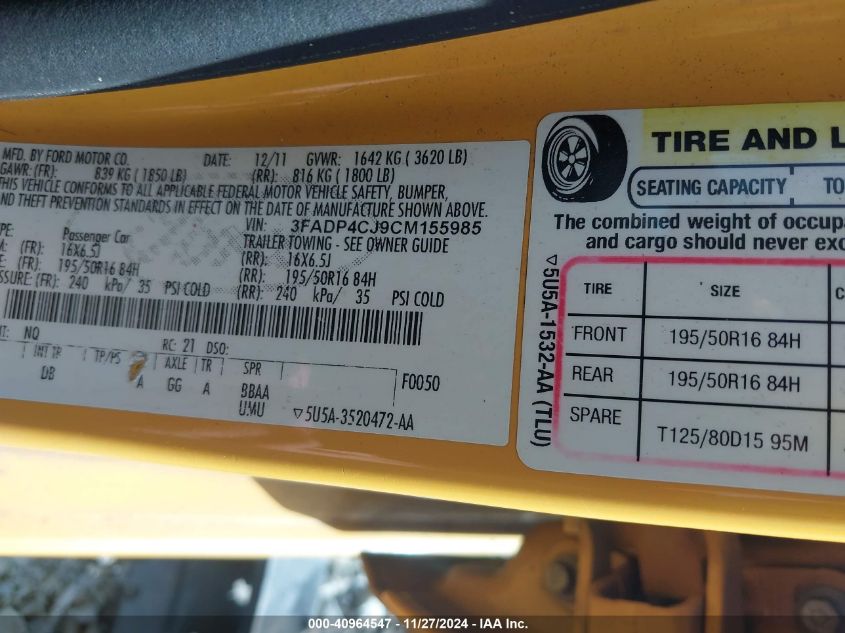 MFD. BY FORD MOTOR CO. DATE: 12/11 GVWR: 1642 KG ( 3620 LB)
GAWR: (FR): 839 KG ( 1850 LB) (RR): 816 KG ( 1800 LB)
THIS VEHICLE CONFORMS TO ALL APPLICABLE FEDERAL MOTOR VEHICLE SAFETY, BUMPER,
AND THEFT PREVENTION STANDARDS IN EFFECT ON THE DATE OF MANUFACTURE SHOWN ABOVE.
VIN: 3FADP4CJ9CM155985
PE: Passenger Car TRAILER TOWING - SEE OWNER GUIDE
M: (FR): 16X6.5J (RR): 16X6.5J
E: (FR): 195/50R16 84H (RR): 195/50R16 84H
SSURE: (FR): 240 kPa/ 35 PSI COLD (RR): 240 kPa/ 35 PSI COLD
NT: NQ RC: 21 DSO:
INT TR TP/PS AXLE TR SPR F0050
DB A GG A BBAA
UMU ▽5U5A-3520472-AA
TIRE AND L
SEATING CAPACITY TO
The combined weight of occupa
and cargo should never exc
▽5U5A-1532-AA (TLU)
TIRE SIZE C
FRONT 195/50R16 84H
REAR 195/50R16 84H
SPARE T125/80D15 95M
000-40964547 - 11/27/2024 - IAA Inc.